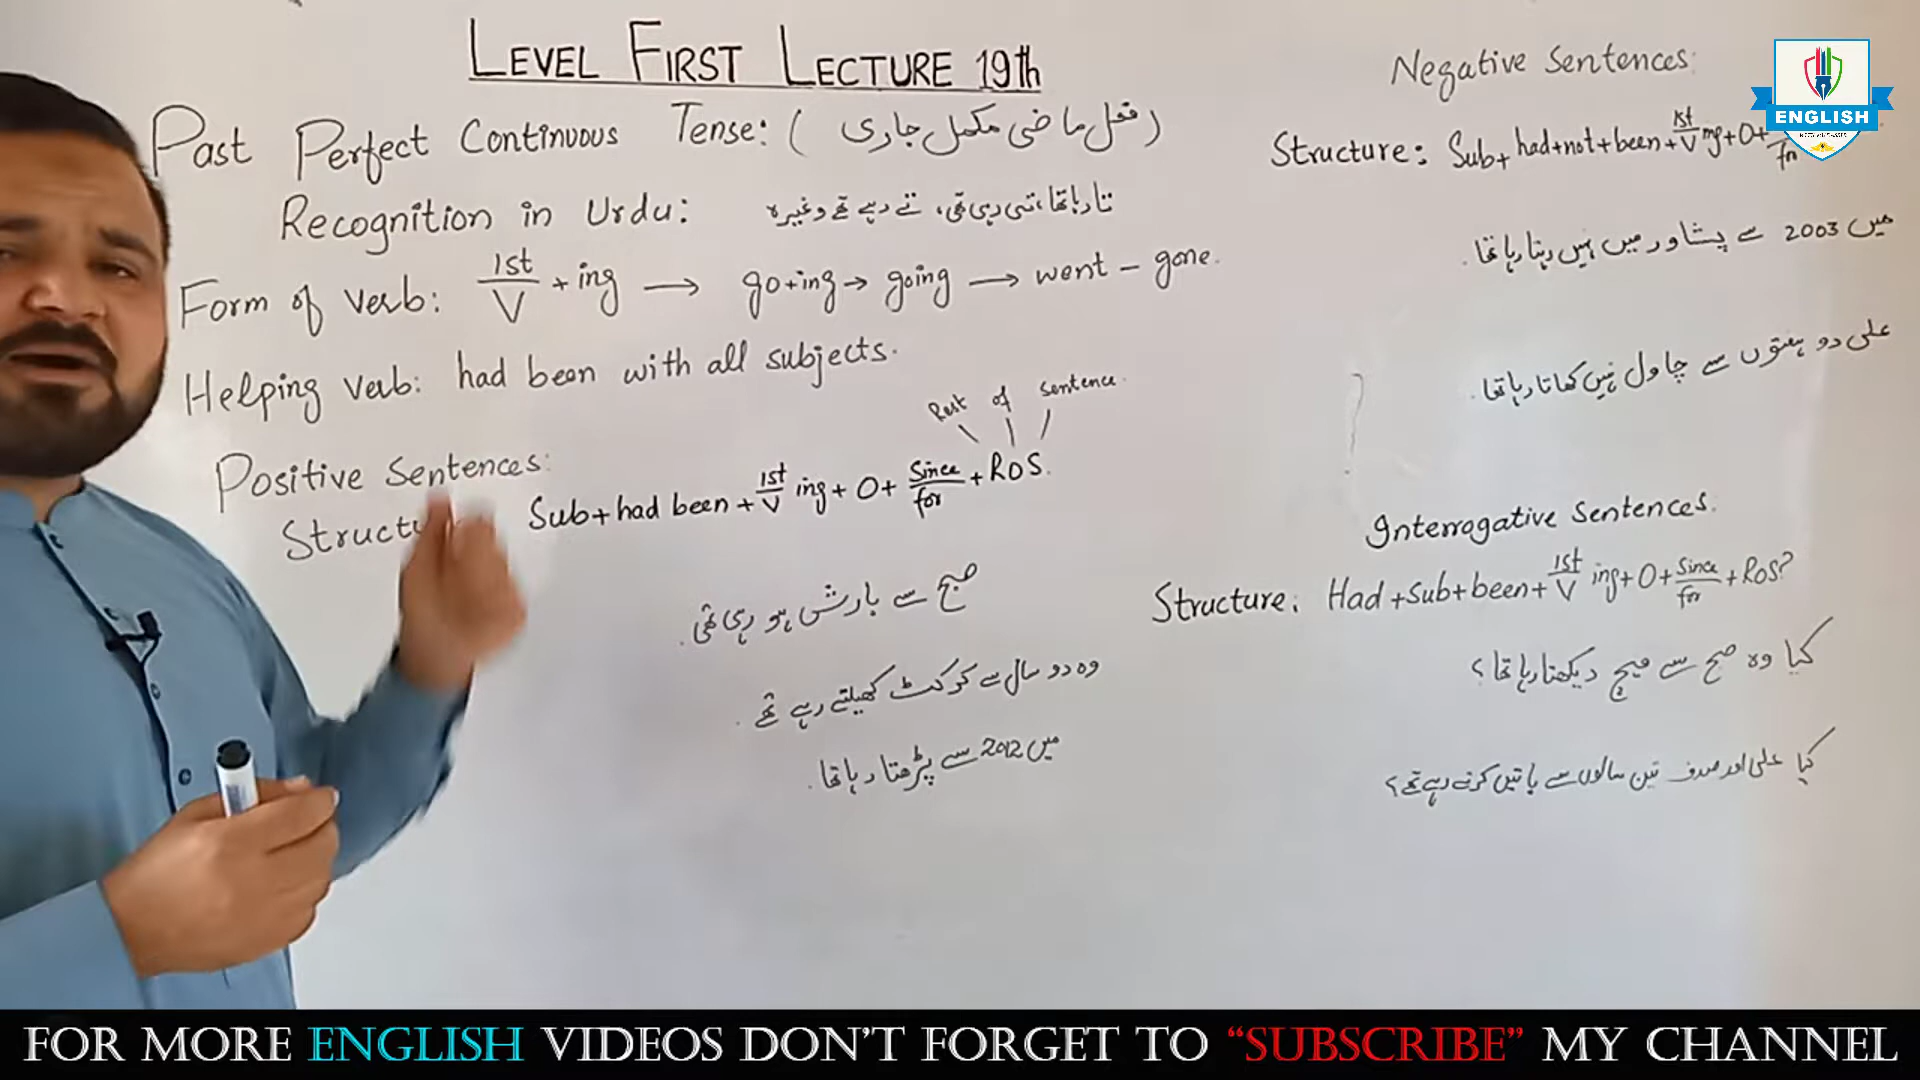 LEVEL FIRST LECTURE 19th
Past Perfect Continuous Tense: (فعل ماضی مکمل جاری)
Recognition in Urdu: تا رہا تھا، تی رہی تھی، تے رہے تھے وغیرہ
Form of verb: 1st/V + ing → go+ing → going → went – gone.
Helping verb: had been with all subjects.
Rest of sentence.
Positive sentences:
Sub+had been+1st/V ing+O+Since/for+ROS.
صبح سے بارش ہو رہی تھی.
وہ دو سال سے کرکٹ کھیلتے رہے تھے.
میں 2012 سے پڑھتا رہا تھا.
Negative sentences:
Structure: Sub+had+not+been+1st/V ing+O+
میں 2003 سے پشاور میں نہیں رہتا رہا تھا.
علی دو ہفتوں سے چاول نہیں کھاتا رہا تھا.
Interrogative sentences.
Structure: Had+sub+been+1st/V ing+O+since/for+ROS?
کیا وہ صبح سے میچ دیکھتا رہا تھا؟
کیا علی اور صدف تین سالوں سے باتیں کرتے رہے تھے؟
ENGLISH
FOR MORE ENGLISH VIDEOS DON'T FORGET TO “SUBSCRIBE” MY CHANNEL